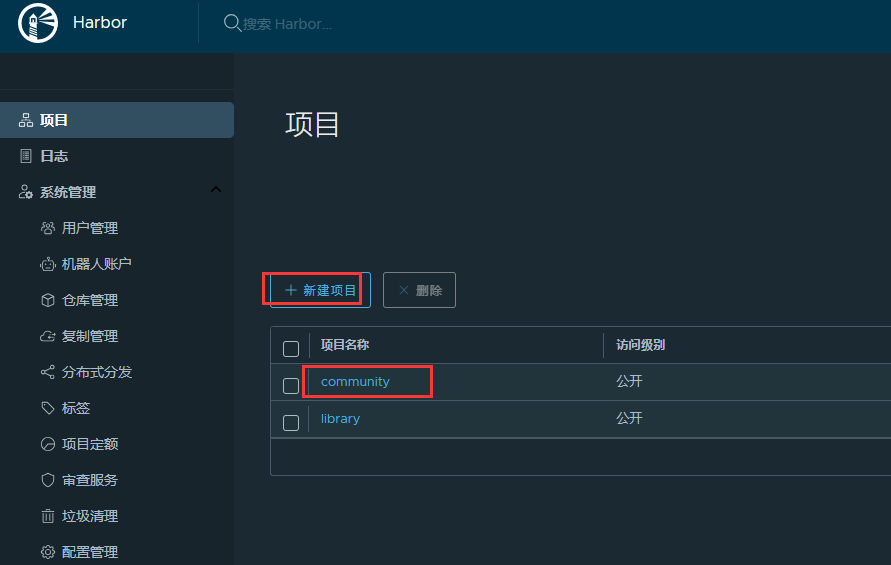 Harbor
搜索 Harbor...
项目
日志
系统管理
用户管理
机器人账户
仓库管理
复制管理
分布式分发
标签
项目定额
审查服务
垃圾清理
配置管理
项目
新建项目
删除
项目名称 访问级别
community 公开
library 公开